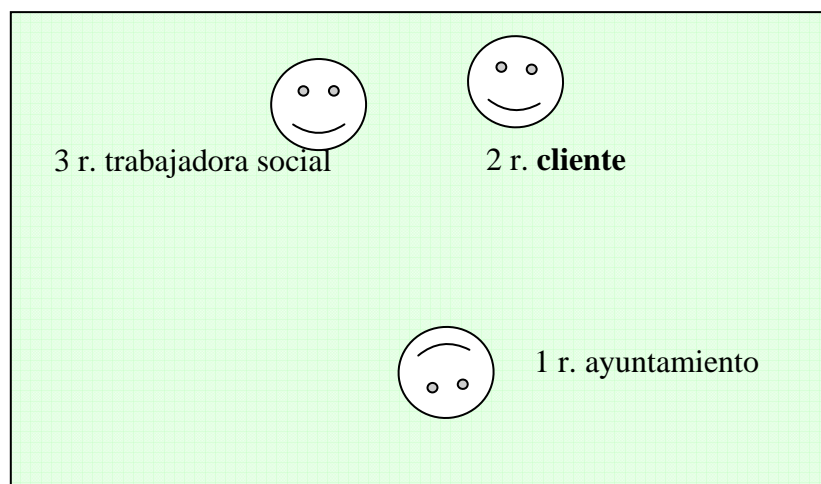 3 r. trabajadora social
2 r. cliente
1 r. ayuntamiento